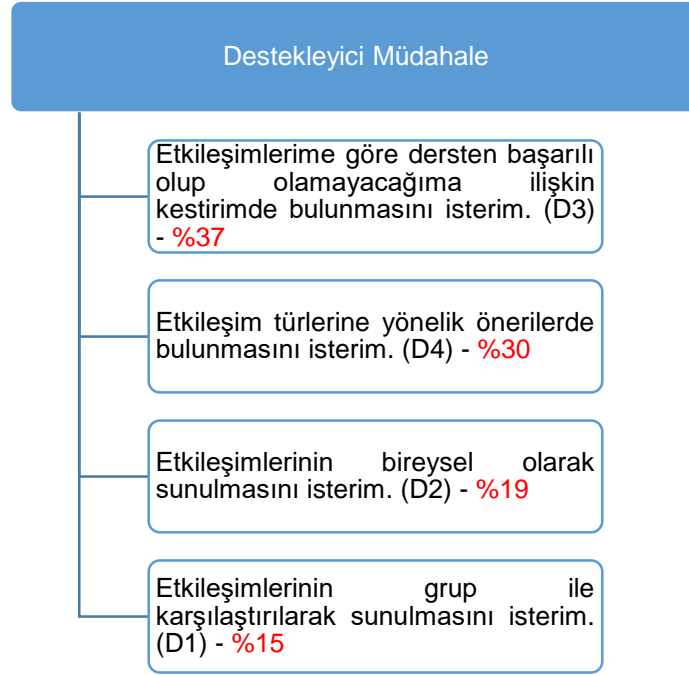 Destekleyici Müdahale
Etkileşimlerime göre dersten başarılı
olup olamayacağıma ilişkin
kestirimde bulunmasını isterim. (D3)
- %37
Etkileşim türlerine yönelik önerilerde
bulunmasını isterim. (D4) - %30
Etkileşimlerinin bireysel olarak
sunulmasını isterim. (D2) - %19
Etkileşimlerinin grup ile
karşılaştırılarak sunulmasını isterim.
(D1) - %15